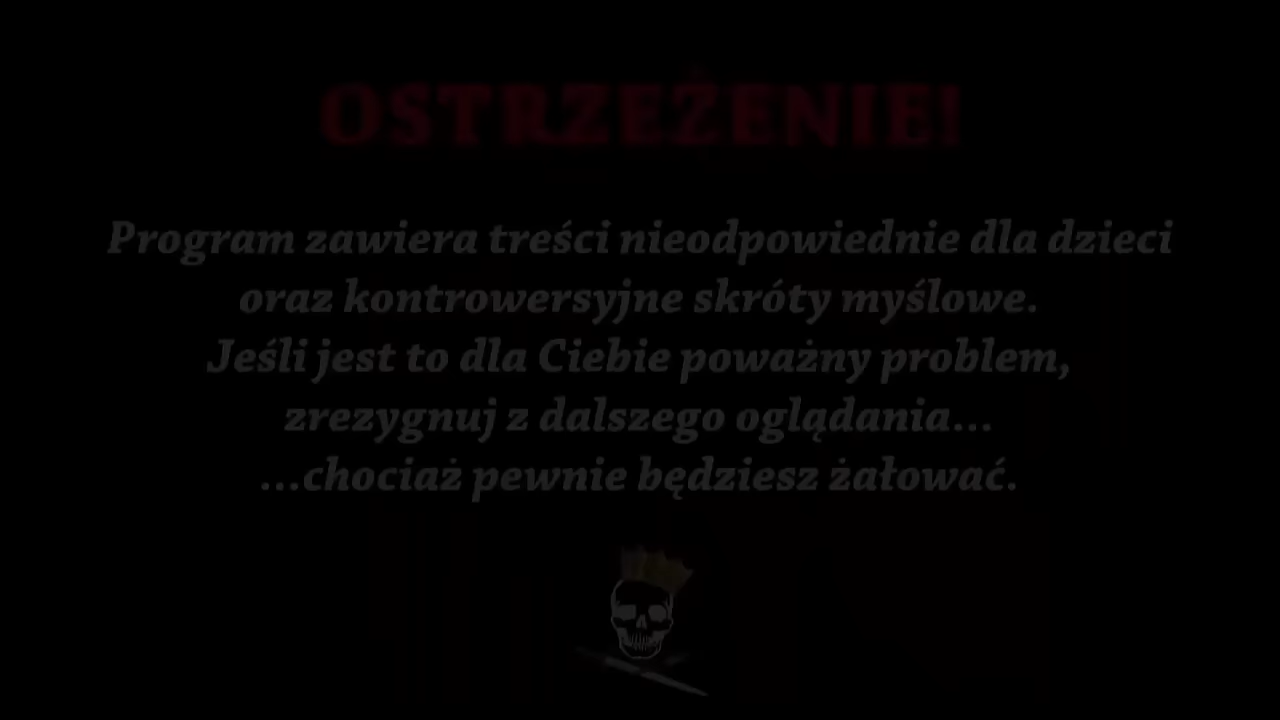 OSTRZEŻENIE!
Program zawiera treści nieodpowiednie dla dzieci
oraz kontrowersyjne skróty myślowe.
Jeśli jest to dla Ciebie poważny problem,
zrezygnuj z dalszego oglądania...
...chociaż pewnie będziesz żałować.